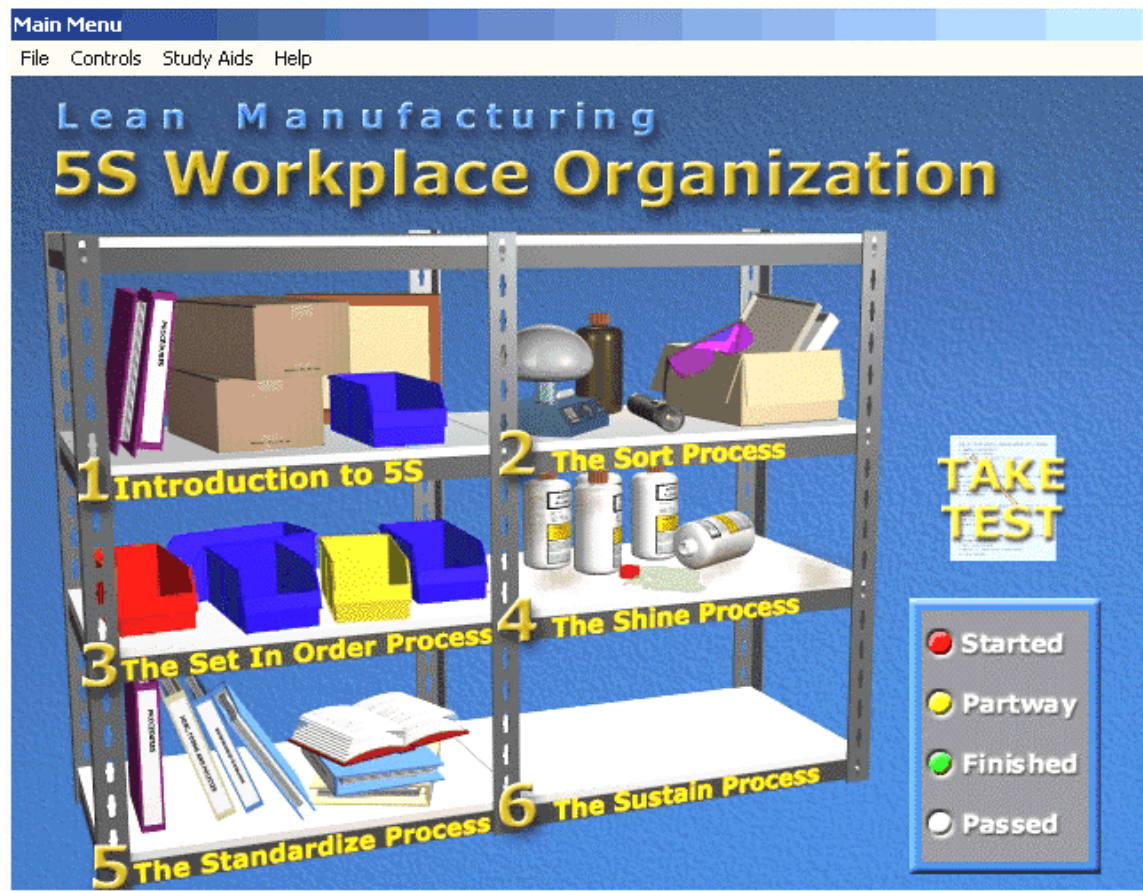 Main Menu
File Controls Study Aids Help
Lean Manufacturing
5S Workplace Organization
1 Introduction to 5S
2 The Sort Process
3 The Set In Order Process
4 The Shine Process
5 The Standardize Process
6 The Sustain Process
TAKE
TEST
Started
Partway
Finished
Passed